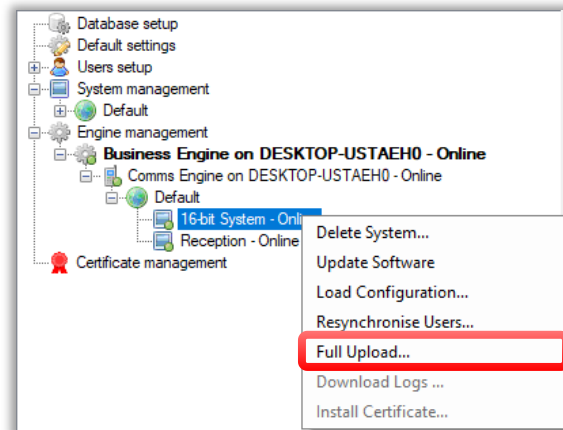 Database setup
Default settings
Users setup
System management
Default
Engine management
Business Engine on DESKTOP-USTAEH0 - Online
Comms Engine on DESKTOP-USTAEH0 - Online
Default
16-bit System - Onlin
Reception - Online
Certificate management
Delete System...
Update Software
Load Configuration...
Resynchronise Users...
Full Upload...
Download Logs ...
Install Certificate...